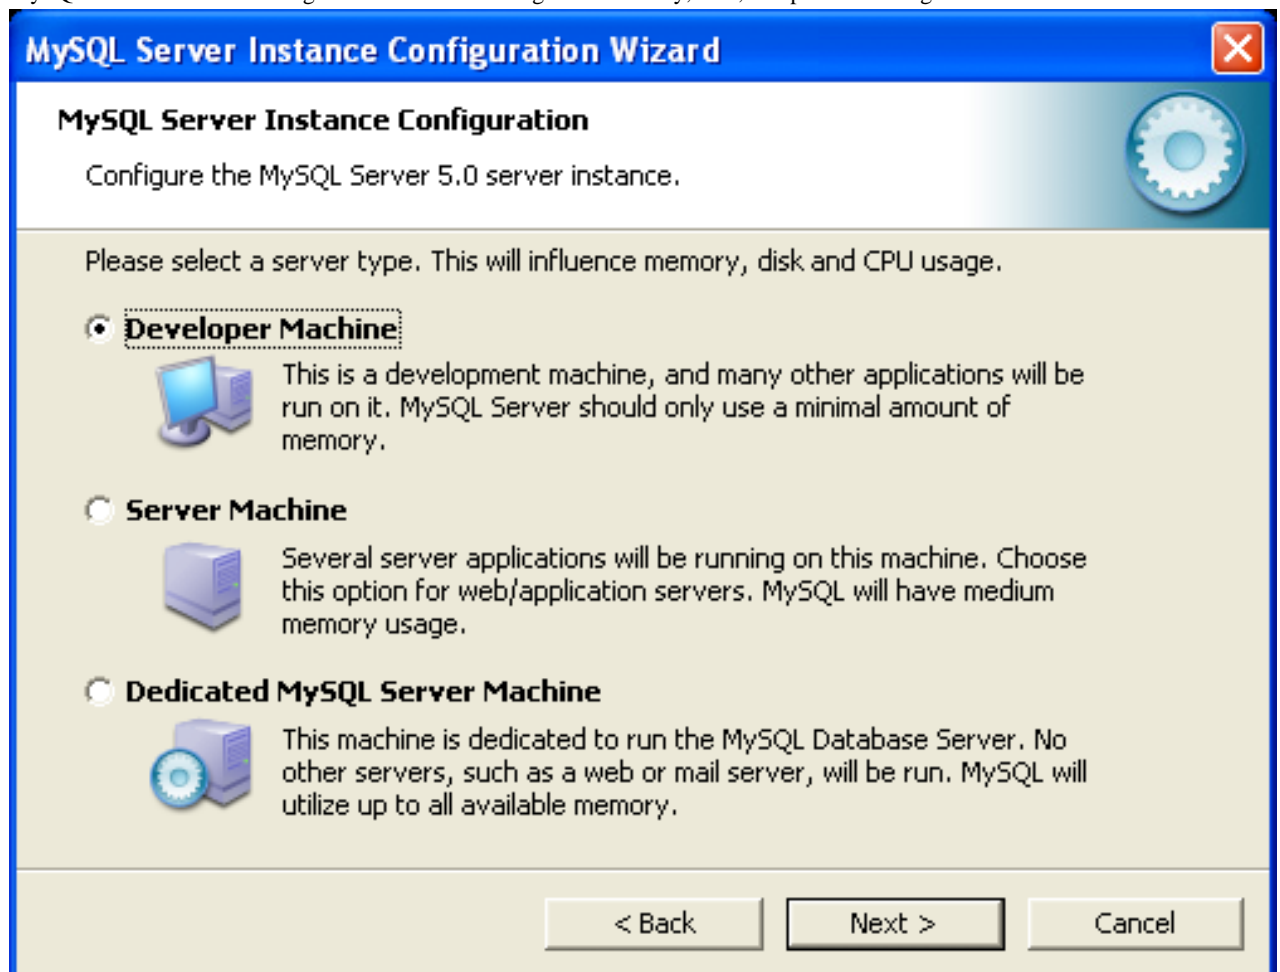 MySQL Server Instance Configuration Wizard
MySQL Server Instance Configuration
Configure the MySQL Server 5.0 server instance.
Please select a server type. This will influence memory, disk and CPU usage.
Developer Machine
This is a development machine, and many other applications will be
run on it. MySQL Server should only use a minimal amount of
memory.
Server Machine
Several server applications will be running on this machine. Choose
this option for web/application servers. MySQL will have medium
memory usage.
Dedicated MySQL Server Machine
This machine is dedicated to run the MySQL Database Server. No
other servers, such as a web or mail server, will be run. MySQL will
utilize up to all available memory.
< Back
Next >
Cancel